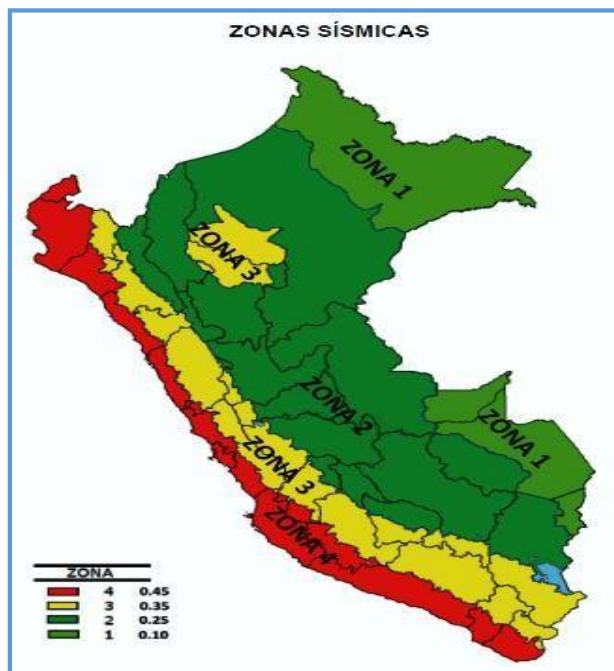 ZONAS SÍSMICAS
ZONA 1
ZONA 3
ZONA 2
ZONA 1
ZONA 3
ZONA 4
ZONA
4 0.45
3 0.35
2 0.25
1 0.10